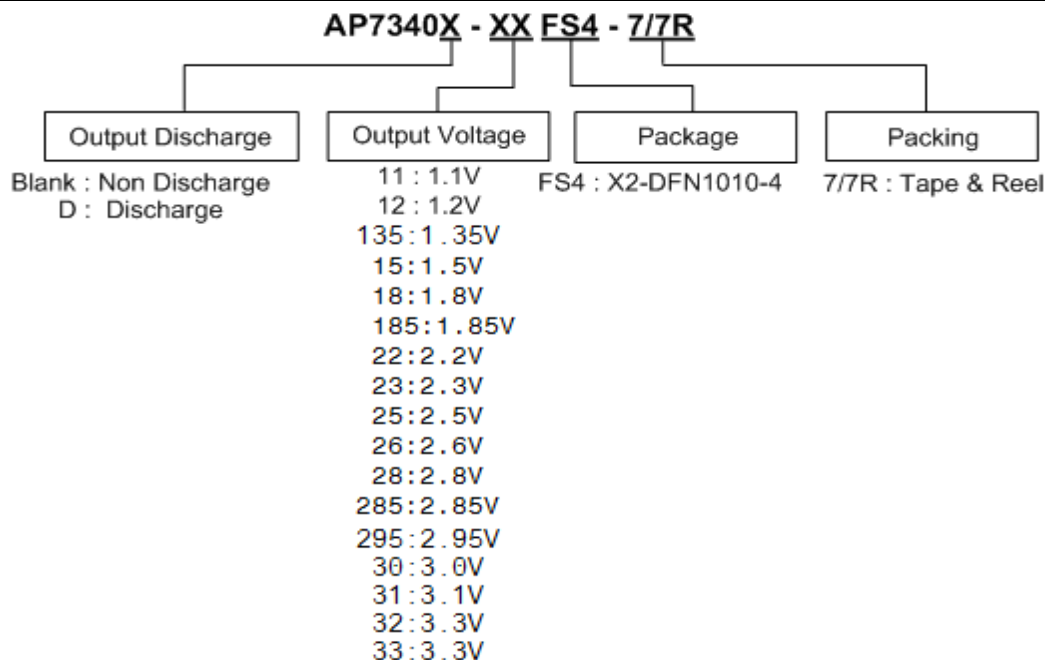 AP7340X - XX FS4 - 7/7R
Output Discharge
Blank : Non Discharge
D : Discharge
Output Voltage
11 : 1.1V
12 : 1.2V
135:1.35V
15:1.5V
18:1.8V
185:1.85V
22:2.2V
23:2.3V
25:2.5V
26:2.6V
28:2.8V
285:2.85V
295:2.95V
30:3.0V
31:3.1V
32:3.3V
33:3.3V
Package
FS4 : X2-DFN1010-4
Packing
7/7R : Tape & Reel